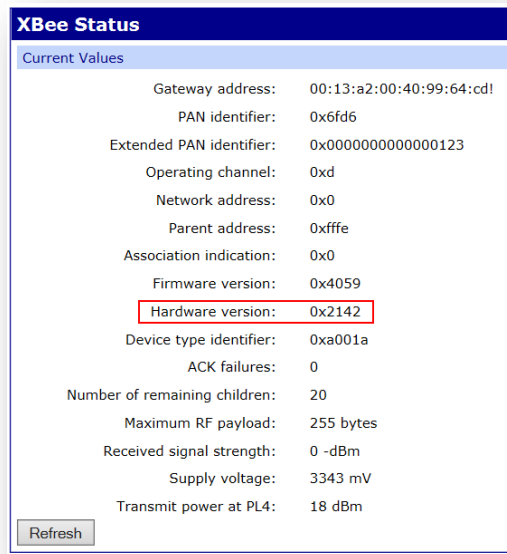 XBee Status
Current Values
Gateway address: 00:13:a2:00:40:99:64:cd!
PAN identifier: 0x6fd6
Extended PAN identifier: 0x0000000000000123
Operating channel: 0xd
Network address: 0x0
Parent address: 0xfffe
Association indication: 0x0
Firmware version: 0x4059
Hardware version: 0x2142
Device type identifier: 0xa001a
ACK failures: 0
Number of remaining children: 20
Maximum RF payload: 255 bytes
Received signal strength: 0 -dBm
Supply voltage: 3343 mV
Transmit power at PL4: 18 dBm
Refresh